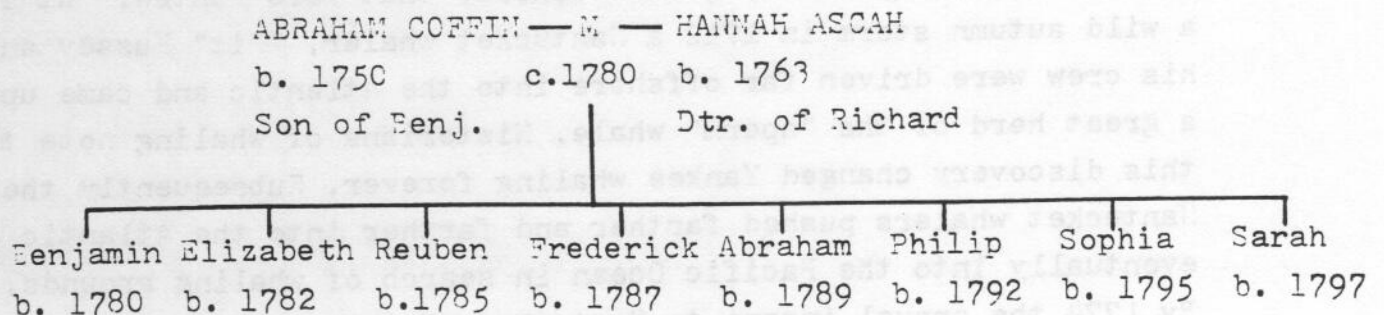 ABRAHAM COFFIN — M — HANNAH ASCAH
b. 1750 c.1780 b. 1763
Son of Benj. Dtr. of Richard
Benjamin Elizabeth Reuben Frederick Abraham Philip Sophia Sarah
b. 1780 b. 1782 b.1785 b. 1787 b. 1789 b. 1792 b. 1795 b. 1797